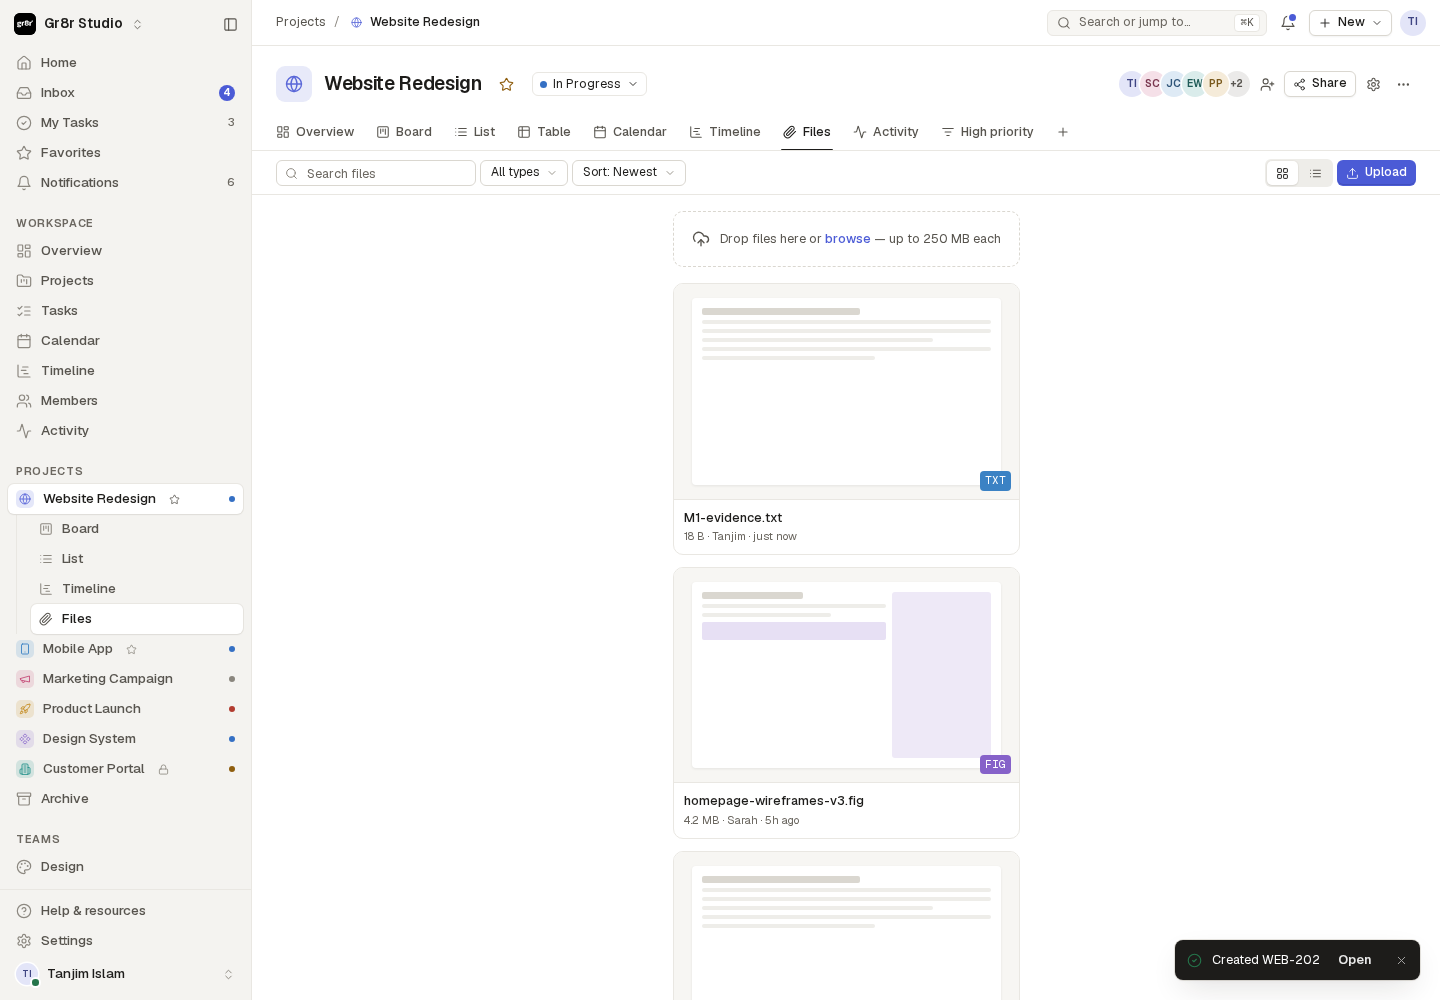 gr8r
Gr8r Studio
Home
Inbox 4
My Tasks 3
Favorites
Notifications 6
WORKSPACE
Overview
Projects
Tasks
Calendar
Timeline
Members
Activity
PROJECTS
Website Redesign
Board
List
Timeline
Files
Mobile App
Marketing Campaign
Product Launch
Design System
Customer Portal
Archive
TEAMS
Design
Help & resources
Settings
TI Tanjim Islam
Projects / Website Redesign
Search or jump to… ⌘K
New
TI
Website Redesign
In Progress
TI SC JC EW PP +2
Share
Overview Board List Table Calendar Timeline Files Activity High priority
Search files
All types
Sort: Newest
Upload
Drop files here or browse — up to 250 MB each
TXT
M1-evidence.txt
18 B · Tanjim · just now
FIG
homepage-wireframes-v3.fig
4.2 MB · Sarah · 5h ago
Created WEB-202 Open